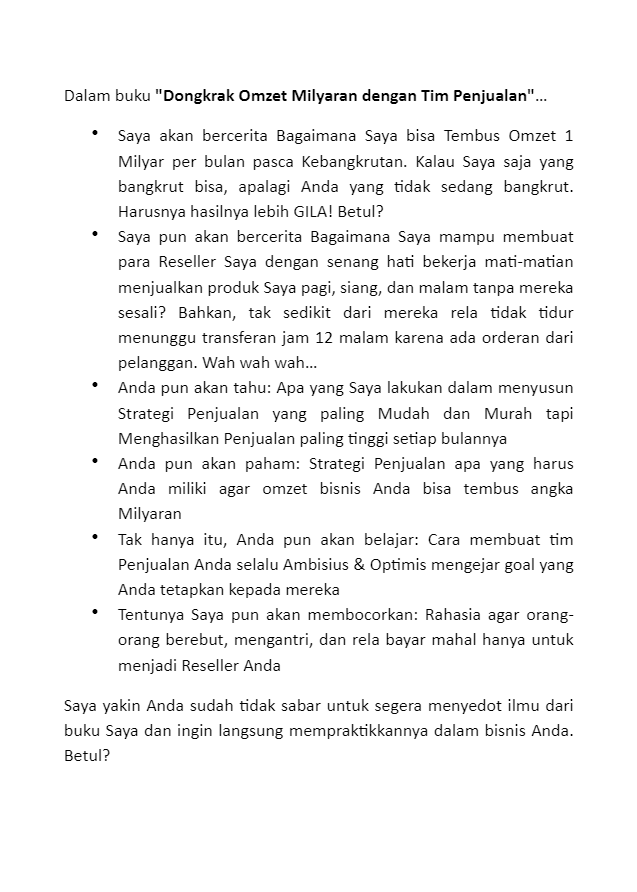 Dalam buku "Dongkrak Omzet Milyaran dengan Tim Penjualan"...
• Saya akan bercerita Bagaimana Saya bisa Tembus Omzet 1
Milyar per bulan pasca Kebangkrutan. Kalau Saya saja yang
bangkrut bisa, apalagi Anda yang tidak sedang bangkrut.
Harusnya hasilnya lebih GILA! Betul?
• Saya pun akan bercerita Bagaimana Saya mampu membuat
para Reseller Saya dengan senang hati bekerja mati-matian
menjualkan produk Saya pagi, siang, dan malam tanpa mereka
sesali? Bahkan, tak sedikit dari mereka rela tidak tidur
menunggu transferan jam 12 malam karena ada orderan dari
pelanggan. Wah wah wah...
• Anda pun akan tahu: Apa yang Saya lakukan dalam menyusun
Strategi Penjualan yang paling Mudah dan Murah tapi
Menghasilkan Penjualan paling tinggi setiap bulannya
• Anda pun akan paham: Strategi Penjualan apa yang harus
Anda miliki agar omzet bisnis Anda bisa tembus angka
Milyaran
• Tak hanya itu, Anda pun akan belajar: Cara membuat tim
Penjualan Anda selalu Ambisius & Optimis mengejar goal yang
Anda tetapkan kepada mereka
• Tentunya Saya pun akan membocorkan: Rahasia agar orang-
orang berebut, mengantri, dan rela bayar mahal hanya untuk
menjadi Reseller Anda
Saya yakin Anda sudah tidak sabar untuk segera menyedot ilmu dari
buku Saya dan ingin langsung mempraktikkannya dalam bisnis Anda.
Betul?